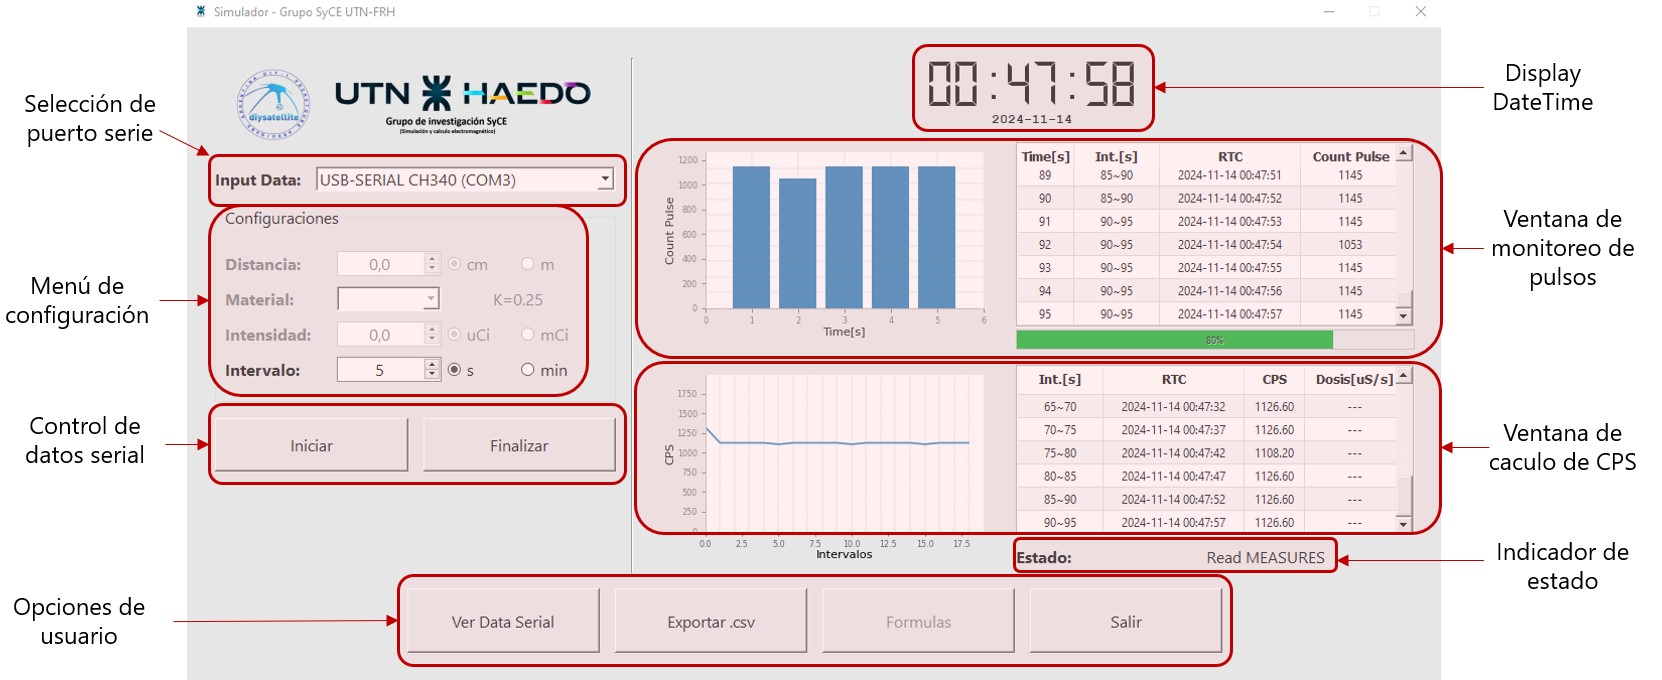 Simulador - Grupo SyCE UTN-FRH
diysatellite
UTN HAEDO
Grupo de investigación SyCE
(Simulación y calculo electromagnético)
00:47:58
2024-11-14
Display
DateTime
Selección de
puerto serie
Input Data: USB-SERIAL CH340 (COM3)
Configuraciones
Distancia: 0,0 cm m
Material: K=0.25
Intensidad: 0,0 uCi mCi
Intervalo: 5 s min
Menú de
configuración
Control de
datos serial
Iniciar Finalizar
Count Pulse
1200
1000
800
600
400
200
0
0 1 2 3 4 5 6
Time[s]
Time[s] Int.[s] RTC Count Pulse
89 85~90 2024-11-14 00:47:51 1145
90 85~90 2024-11-14 00:47:52 1145
91 90~95 2024-11-14 00:47:53 1145
92 90~95 2024-11-14 00:47:54 1053
93 90~95 2024-11-14 00:47:55 1145
94 90~95 2024-11-14 00:47:56 1145
95 90~95 2024-11-14 00:47:57 1145
80%
Ventana de
monitoreo de
pulsos
CPS
1750
1500
1250
1000
750
500
250
0
0.0 2.5 5.0 7.5 10.0 12.5 15.0 17.5
Intervalos
Int.[s] RTC CPS Dosis[uS/s]
65~70 2024-11-14 00:47:32 1126.60 ---
70~75 2024-11-14 00:47:37 1126.60 ---
75~80 2024-11-14 00:47:42 1108.20 ---
80~85 2024-11-14 00:47:47 1126.60 ---
85~90 2024-11-14 00:47:52 1126.60 ---
90~95 2024-11-14 00:47:57 1126.60 ---
Ventana de
caculo de CPS
Estado: Read MEASURES
Indicador de
estado
Opciones de
usuario
Ver Data Serial Exportar .csv Formulas Salir